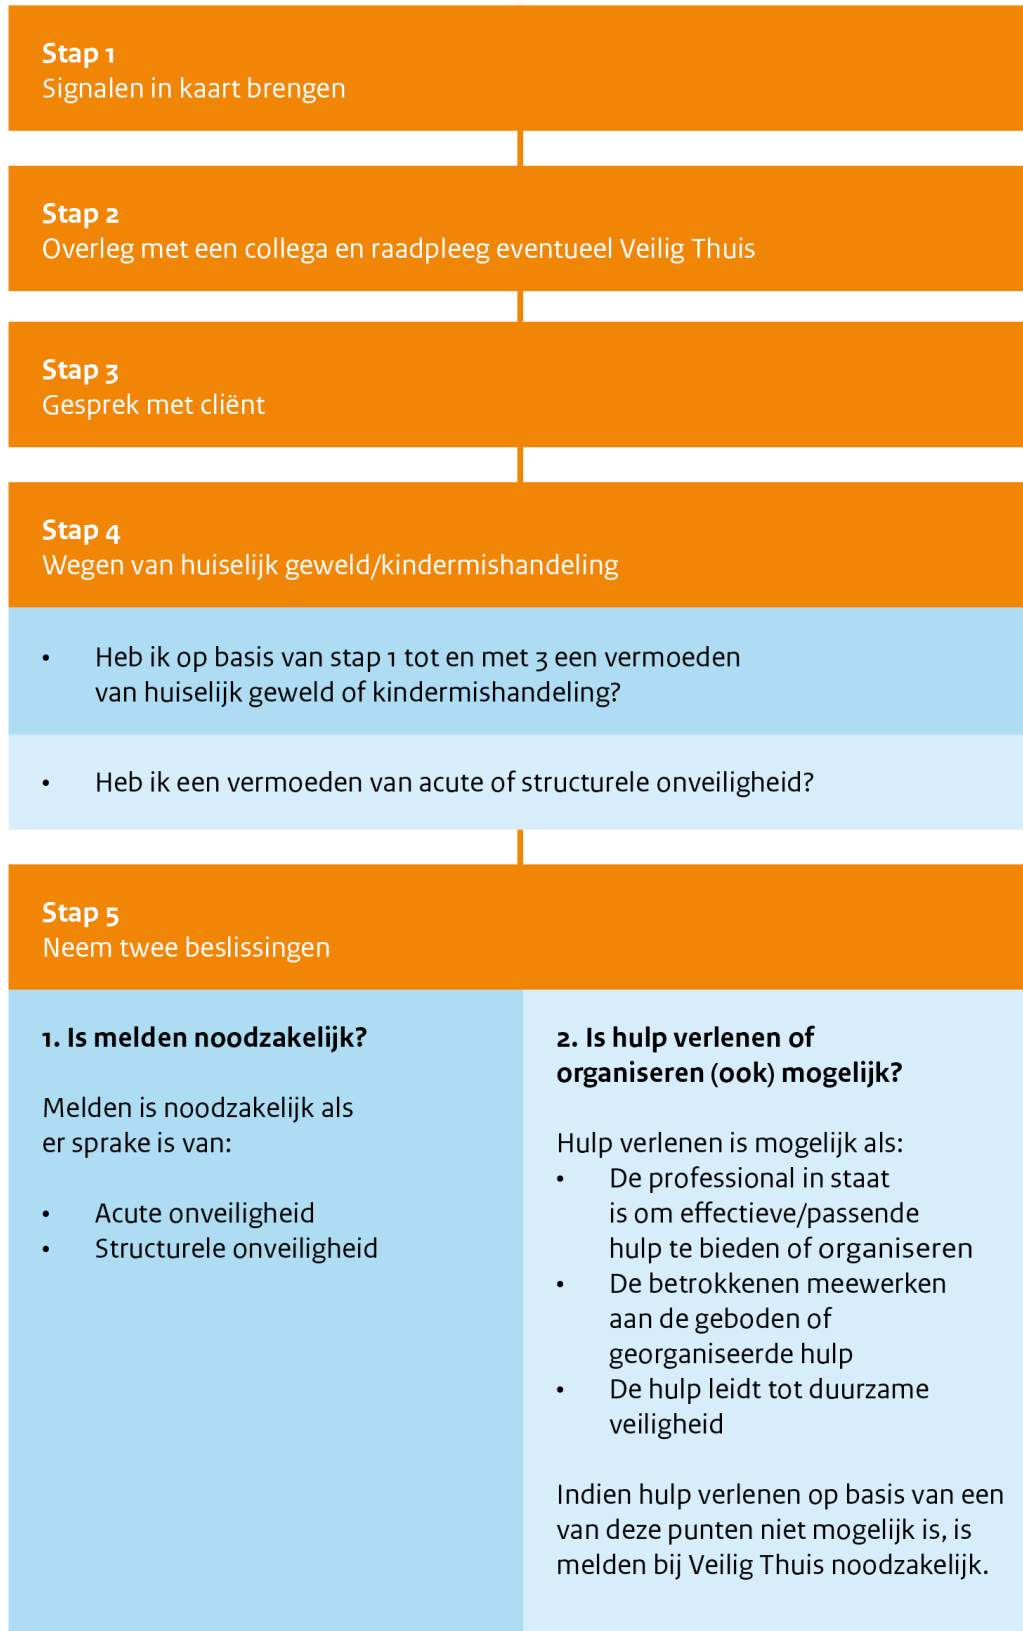 Stap 1
Signalen in kaart brengen
Stap 2
Overleg met een collega en raadpleeg eventueel Veilig Thuis
Stap 3
Gesprek met cliënt
Stap 4
Wegen van huiselijk geweld/kindermishandeling
• Heb ik op basis van stap 1 tot en met 3 een vermoeden
van huiselijk geweld of kindermishandeling?
• Heb ik een vermoeden van acute of structurele onveiligheid?
Stap 5
Neem twee beslissingen
1. Is melden noodzakelijk?
Melden is noodzakelijk als
er sprake is van:
• Acute onveiligheid
• Structurele onveiligheid
2. Is hulp verlenen of
organiseren (ook) mogelijk?
Hulp verlenen is mogelijk als:
• De professional in staat
is om effectieve/passende
hulp te bieden of organiseren
• De betrokkenen meewerken
aan de geboden of
georganiseerde hulp
• De hulp leidt tot duurzame
veiligheid
Indien hulp verlenen op basis van een
van deze punten niet mogelijk is, is
melden bij Veilig Thuis noodzakelijk.